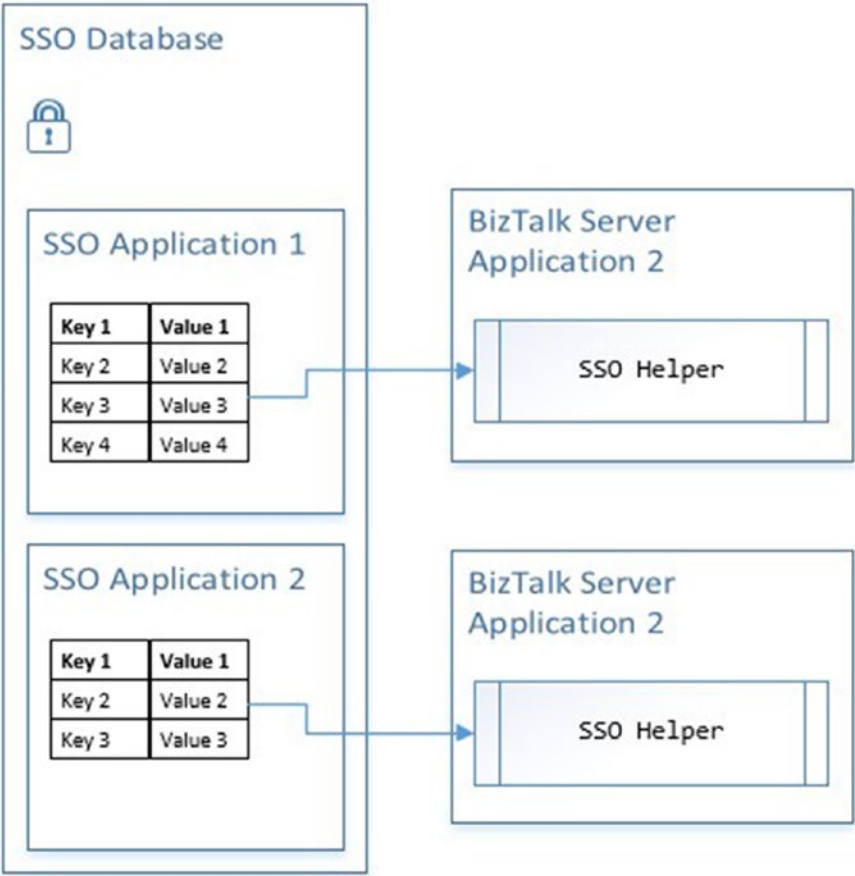 SSO Database
SSO Application 1
Key 1 Value 1
Key 2 Value 2
Key 3 Value 3
Key 4 Value 4
BizTalk Server
Application 2
SSO Helper
SSO Application 2
Key 1 Value 1
Key 2 Value 2
Key 3 Value 3
BizTalk Server
Application 2
SSO Helper